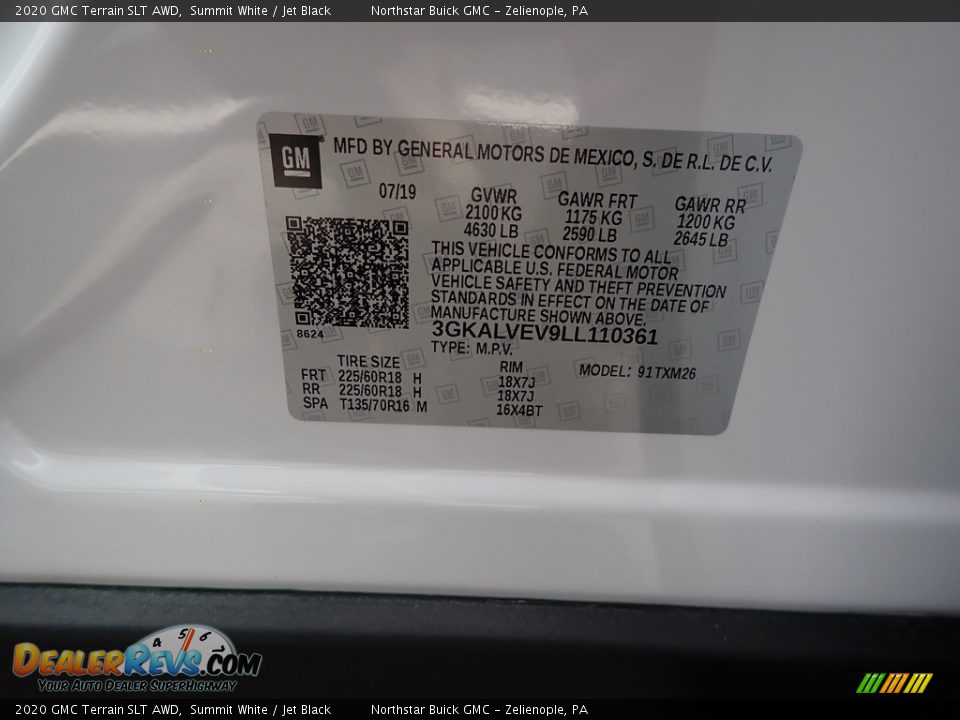 2020 GMC Terrain SLT AWD, Summit White / Jet Black Northstar Buick GMC - Zelienople, PA
GM MFD BY GENERAL MOTORS DE MEXICO, S. DE R.L. DE C.V.
07/19 GVWR GAWR FRT GAWR RR
2100 KG 1175 KG 1200 KG
4630 LB 2590 LB 2645 LB
THIS VEHICLE CONFORMS TO ALL
APPLICABLE U.S. FEDERAL MOTOR
VEHICLE SAFETY AND THEFT PREVENTION
STANDARDS IN EFFECT ON THE DATE OF
MANUFACTURE SHOWN ABOVE.
8624 3GKALVEV9LL110361
TYPE: M.P.V.
TIRE SIZE RIM MODEL: 91TXM26
FRT 225/60R18 H 18X7J
RR 225/60R18 H 18X7J
SPA T135/70R16 M 16X4BT
4 5 6
DEALERREVS.COM
YOUR AUTO DEALER SUPERHIGHWAY
2020 GMC Terrain SLT AWD, Summit White / Jet Black Northstar Buick GMC - Zelienople, PA